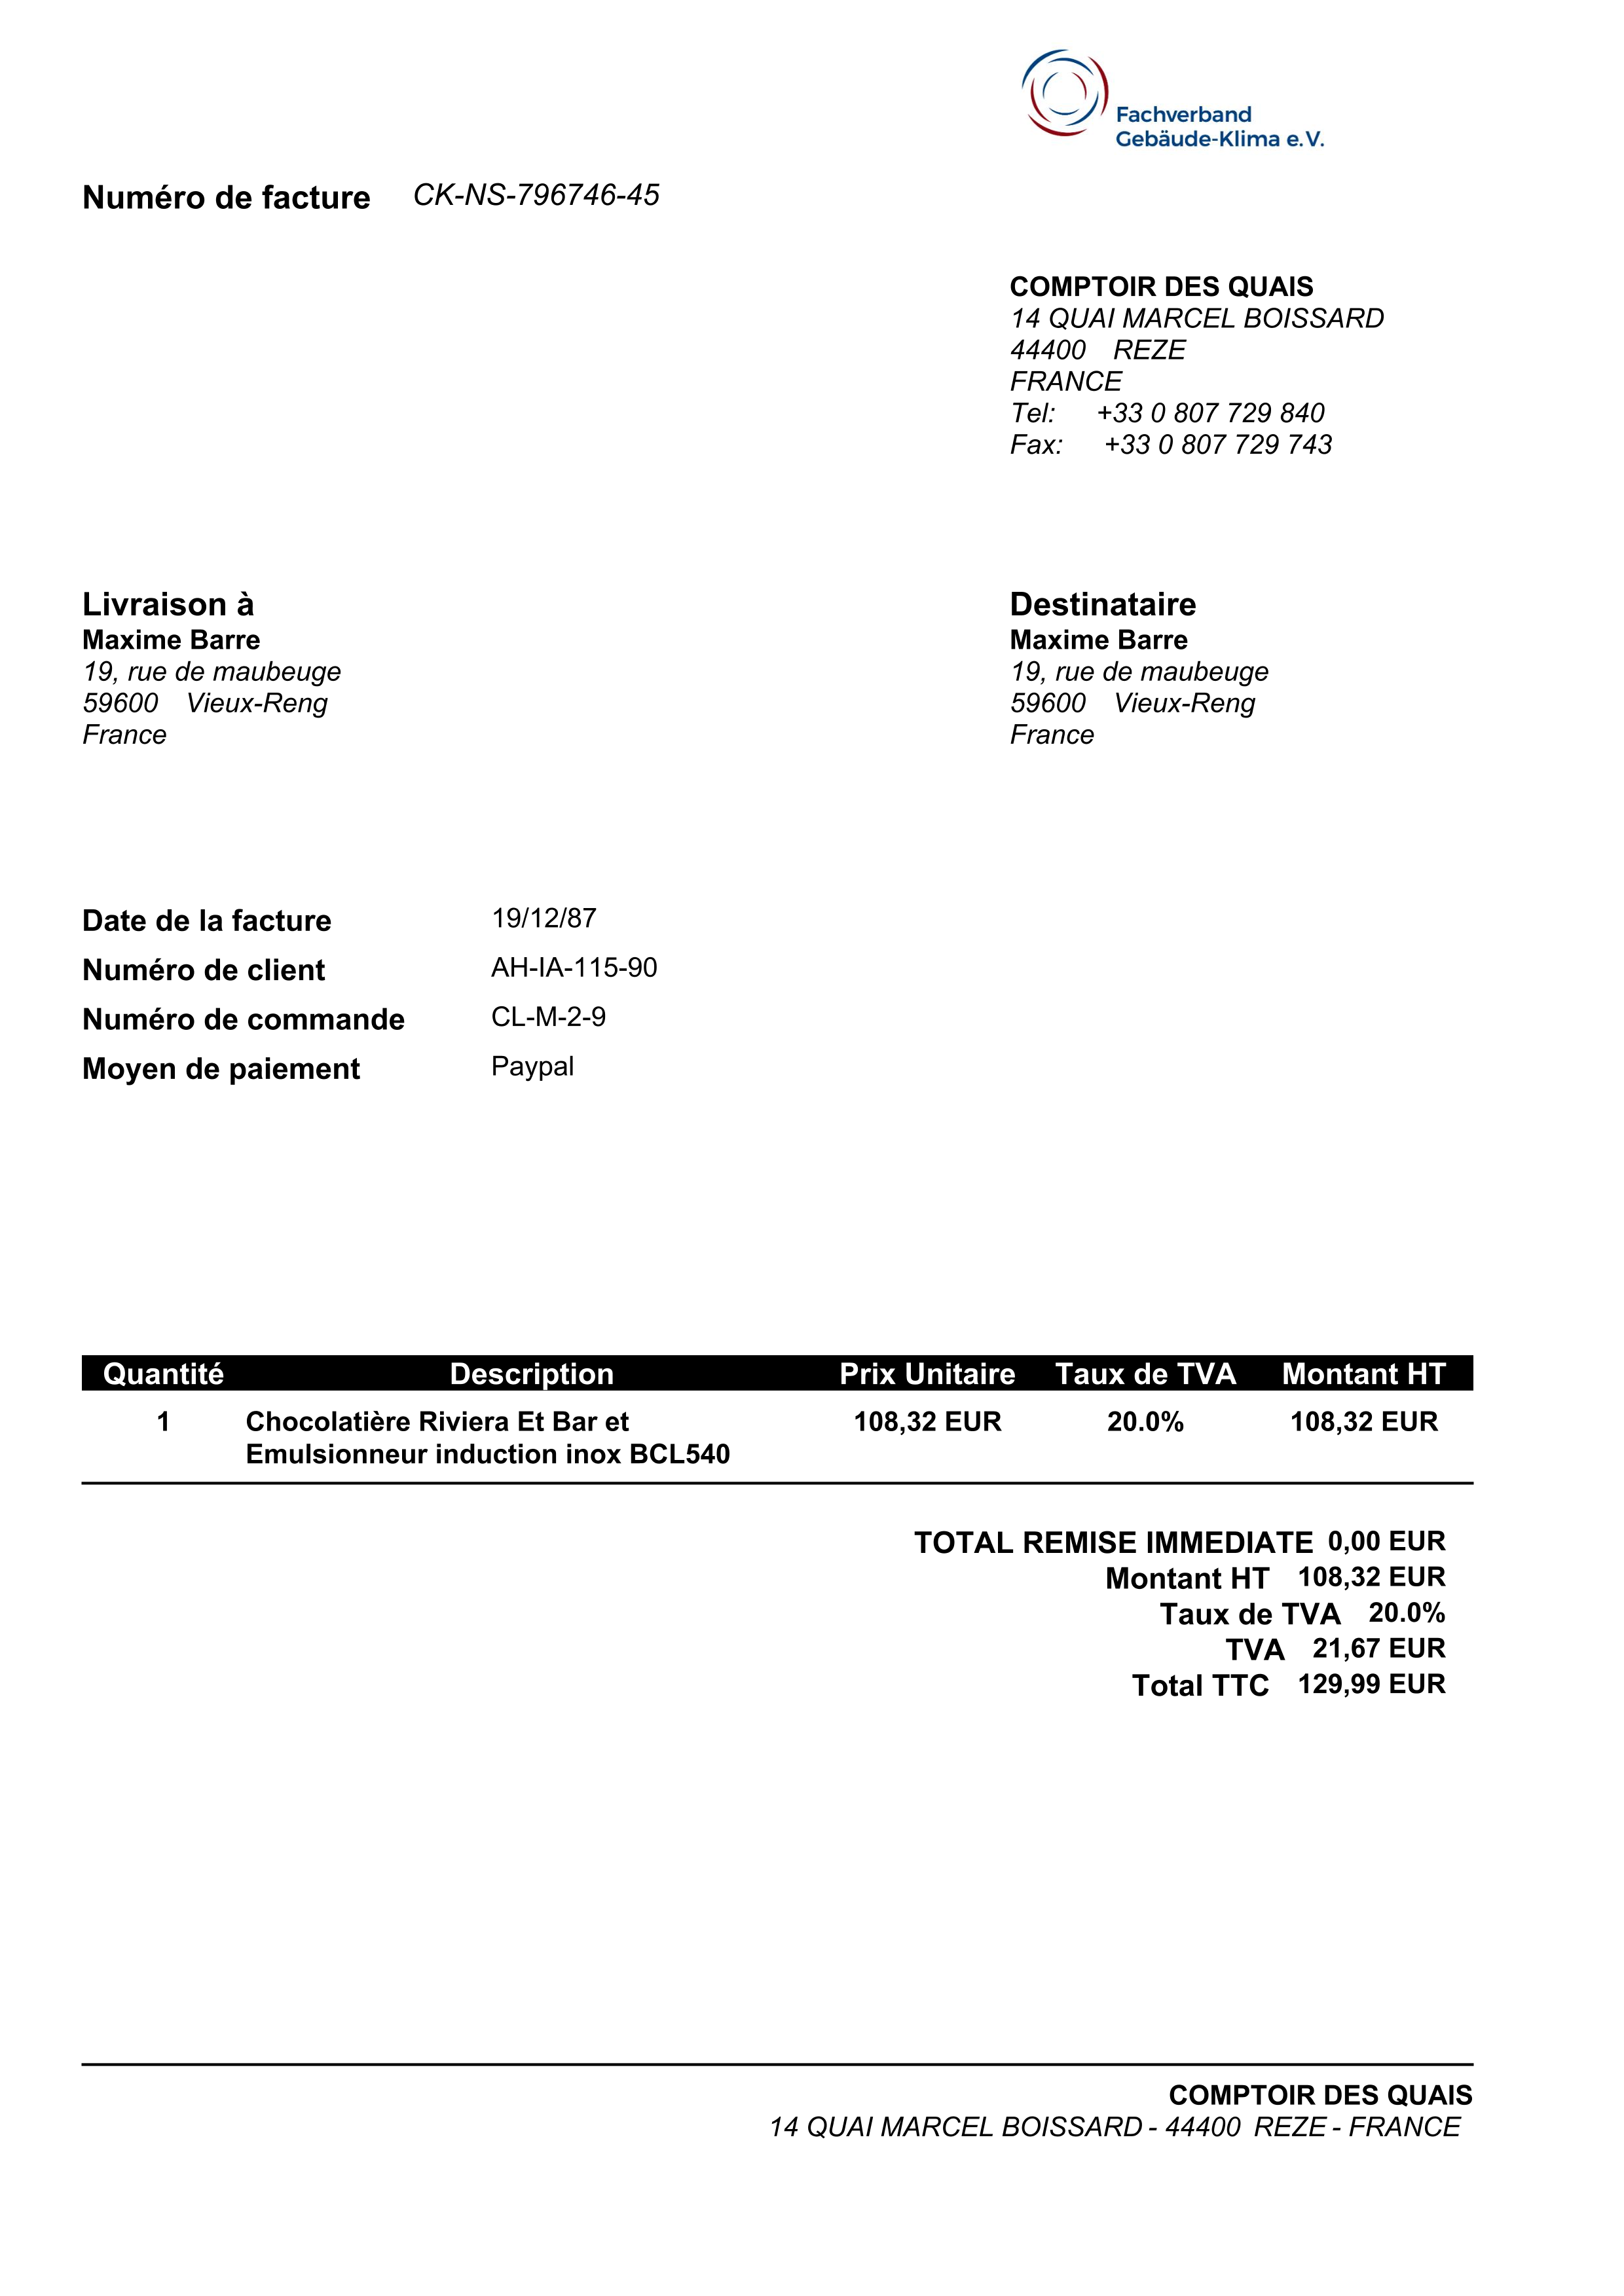 Fachverband
Gebäude-Klima e.V.
Numéro de facture CK-NS-796746-45
COMPTOIR DES QUAIS
14 QUAI MARCEL BOISSARD
44400 REZE
FRANCE
Tel: +33 0 807 729 840
Fax: +33 0 807 729 743
Livraison à
Maxime Barre
19, rue de maubeuge
59600 Vieux-Reng
France
Destinataire
Maxime Barre
19, rue de maubeuge
59600 Vieux-Reng
France
Date de la facture 19/12/87
Numéro de client AH-IA-115-90
Numéro de commande CL-M-2-9
Moyen de paiement Paypal
Quantité Description Prix Unitaire Taux de TVA Montant HT
1 Chocolatière Riviera Et Bar et 108,32 EUR 20.0% 108,32 EUR
Emulsionneur induction inox BCL540
TOTAL REMISE IMMEDIATE 0,00 EUR
Montant HT 108,32 EUR
Taux de TVA 20.0%
TVA 21,67 EUR
Total TTC 129,99 EUR
COMPTOIR DES QUAIS
14 QUAI MARCEL BOISSARD - 44400 REZE - FRANCE